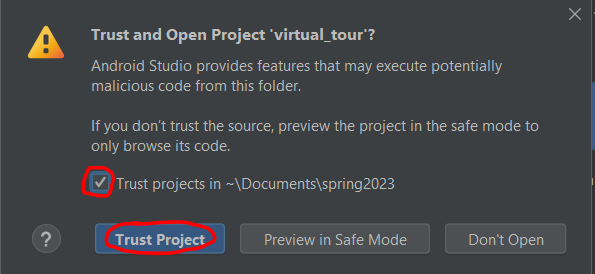 Trust and Open Project 'virtual_tour'?
Android Studio provides features that may execute potentially
malicious code from this folder.
If you don't trust the source, preview the project in the safe mode to
only browse its code.
Trust projects in ~\Documents\spring2023
? Trust Project Preview in Safe Mode Don't Open